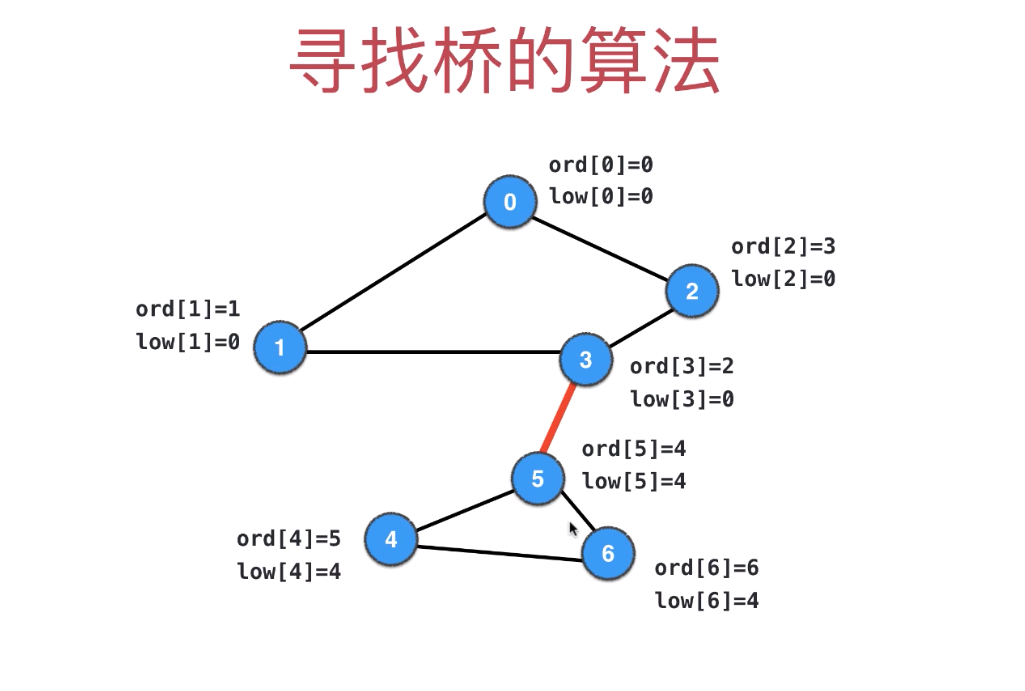 寻找桥的算法
ord[0]=0
low[0]=0
0
ord[2]=3
low[2]=0
2
ord[1]=1
low[1]=0
1
3
ord[3]=2
low[3]=0
ord[5]=4
low[5]=4
5
ord[4]=5
low[4]=4
4
6
ord[6]=6
low[6]=4